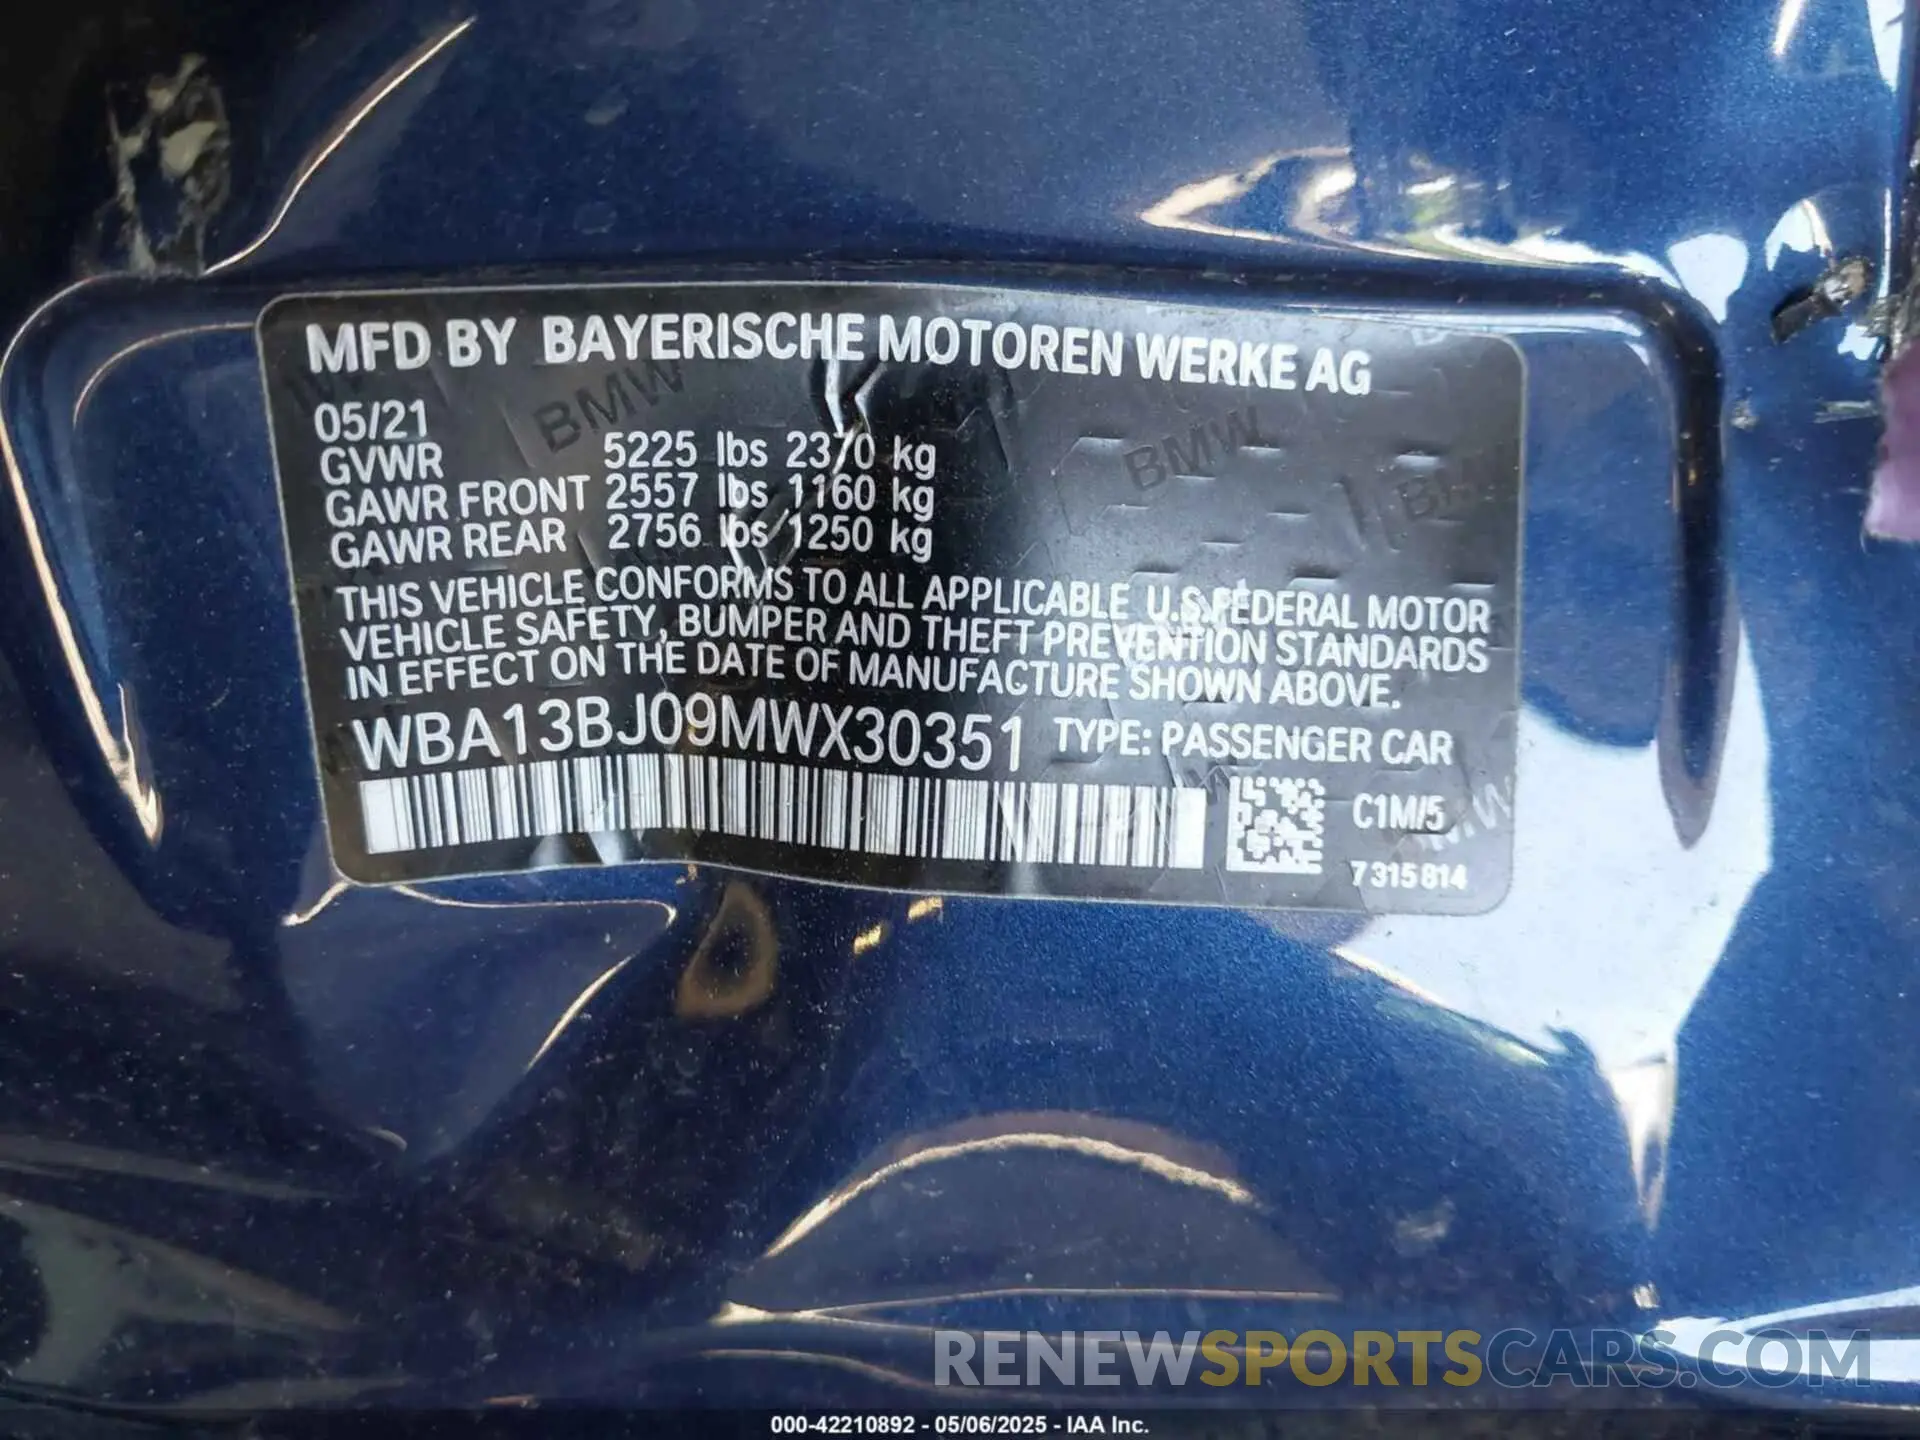 MFD BY BAYERISCHE MOTOREN WERKE AG
05/21
GVWR 5225 lbs 2370 kg
GAWR FRONT 2557 lbs 1160 kg
GAWR REAR 2756 lbs 1250 kg
THIS VEHICLE CONFORMS TO ALL APPLICABLE U.S.FEDERAL MOTOR
VEHICLE SAFETY, BUMPER AND THEFT PREVENTION STANDARDS
IN EFFECT ON THE DATE OF MANUFACTURE SHOWN ABOVE.
WBA13BJ09MWX30351 TYPE: PASSENGER CAR
C1M/5
7315814
BMW
BMW
RENEWSPORTSCARS.COM
000-42210892 - 05/06/2025 - IAA Inc.